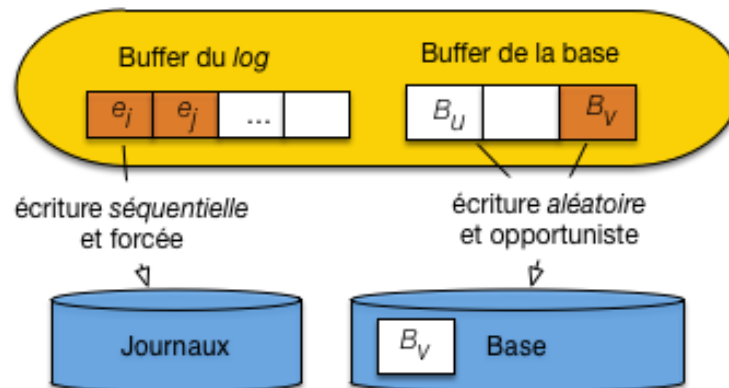 Buffer du log
Buffer de la base
ei ej ...
Bu Bv
écriture séquentielle
et forcée
écriture aléatoire
et opportuniste
Journaux
Bv Base